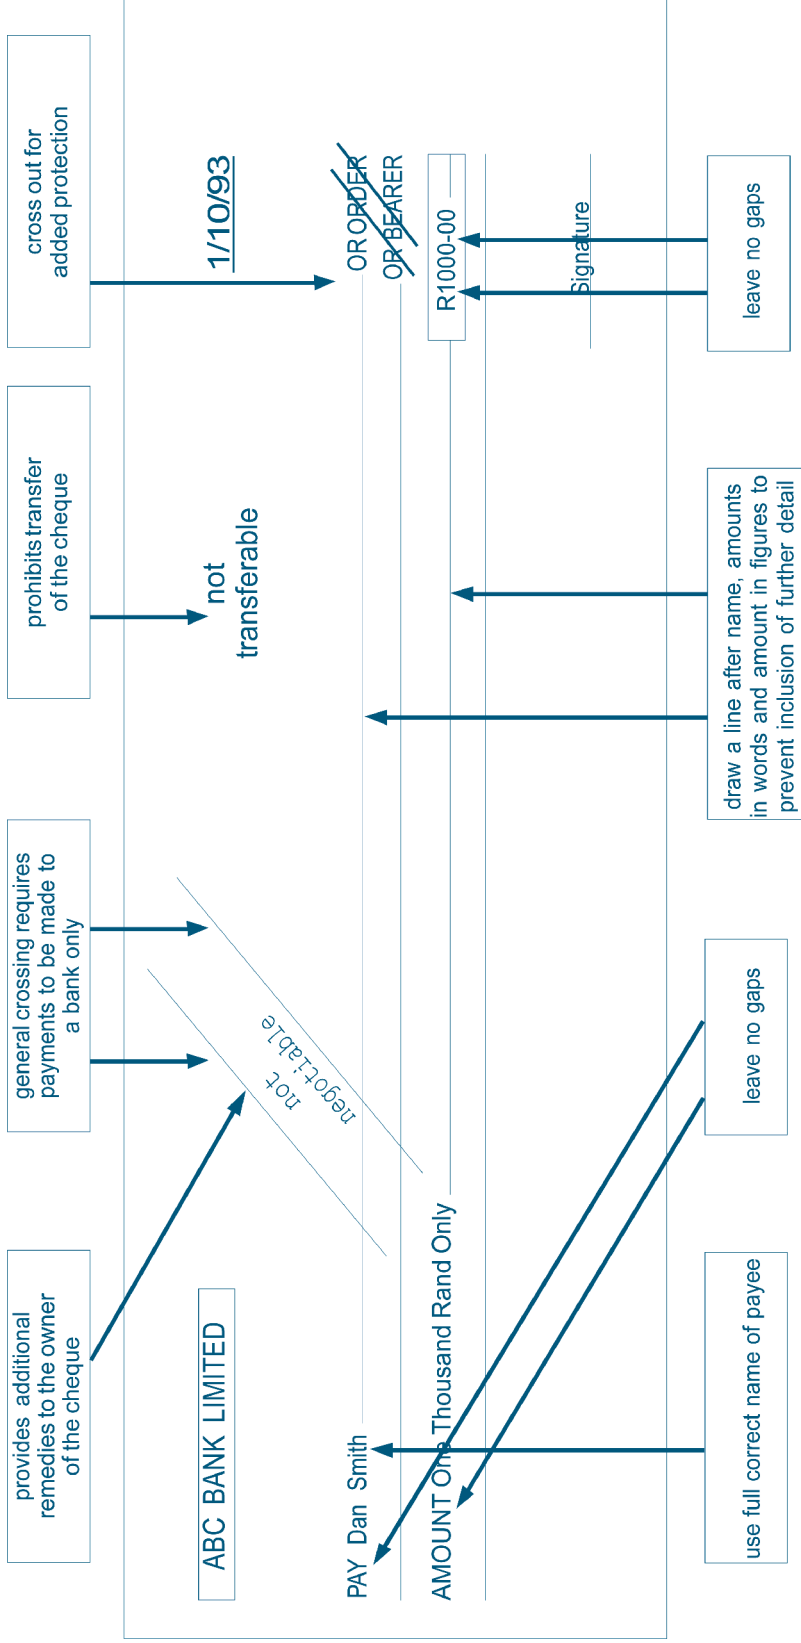 provides additional
remedies to the owner
of the cheque
general crossing requires
payments to be made to
a bank only
prohibits transfer
of the cheque
cross out for
added protection
ABC BANK LIMITED
not
negotiable
not
transferable
1/10/93
PAY Dan Smith
OR ORDER
OR BEARER
AMOUNT One Thousand Rand Only
R1000-00
Signature
use full correct name of payee
leave no gaps
draw a line after name, amounts
in words and amount in figures to
prevent inclusion of further detail
leave no gaps